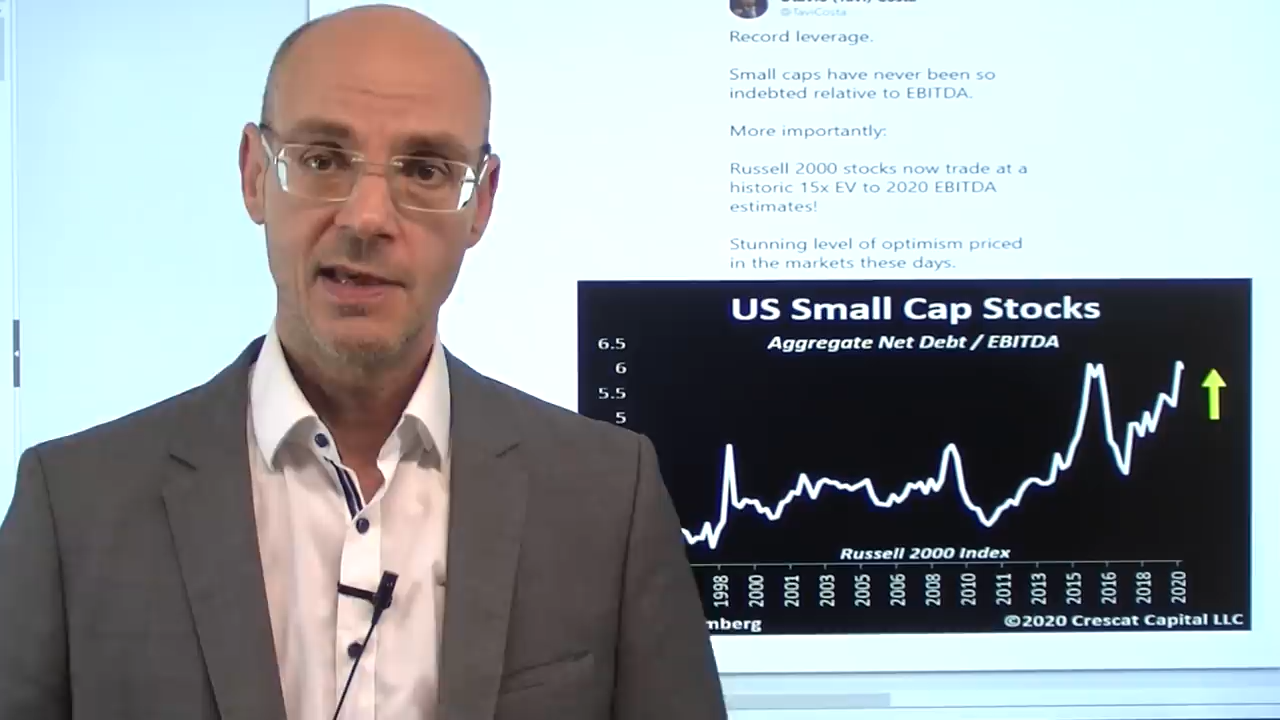 @TaviCosta
Record leverage.
Small caps have never been so
indebted relative to EBITDA.
More importantly:
Russell 2000 stocks now trade at a
historic 15x EV to 2020 EBITDA
estimates!
Stunning level of optimism priced
in the markets these days.
US Small Cap Stocks
Aggregate Net Debt / EBITDA
6.5
6
5.5
5
Russell 2000 Index
1998
2000
2001
2003
2005
2006
2008
2010
2011
2013
2015
2016
2018
2020
mberg
©2020 Crescat Capital LLC